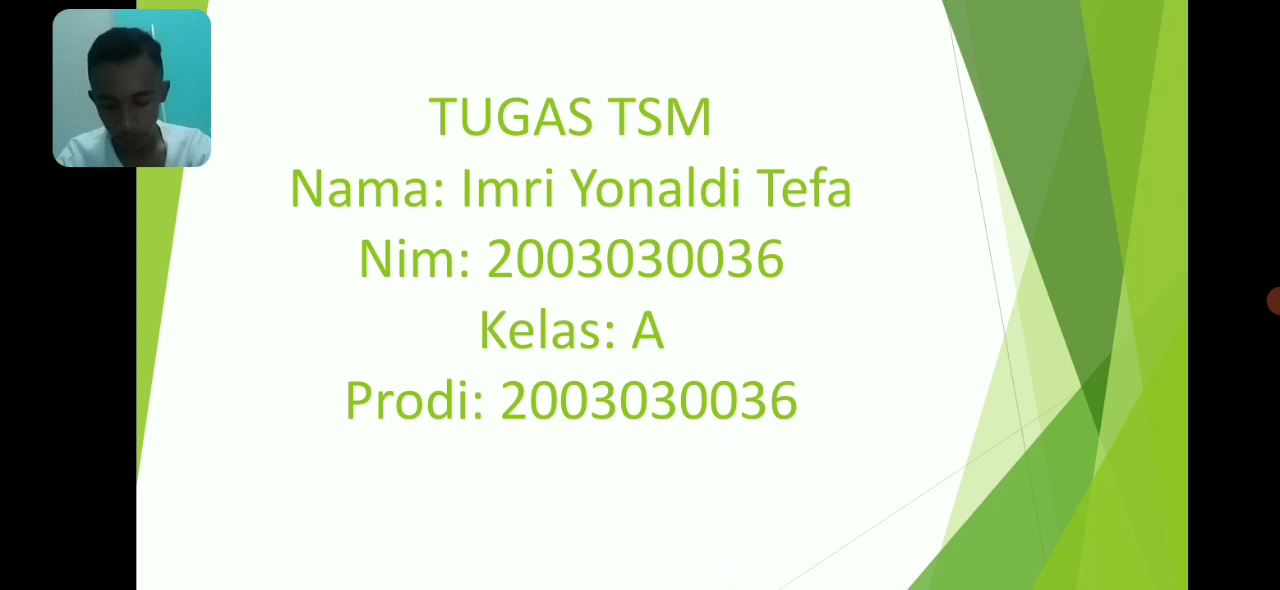 TUGAS TSM
Nama: Imri Yonaldi Tefa
Nim: 2003030036
Kelas: A
Prodi: 2003030036